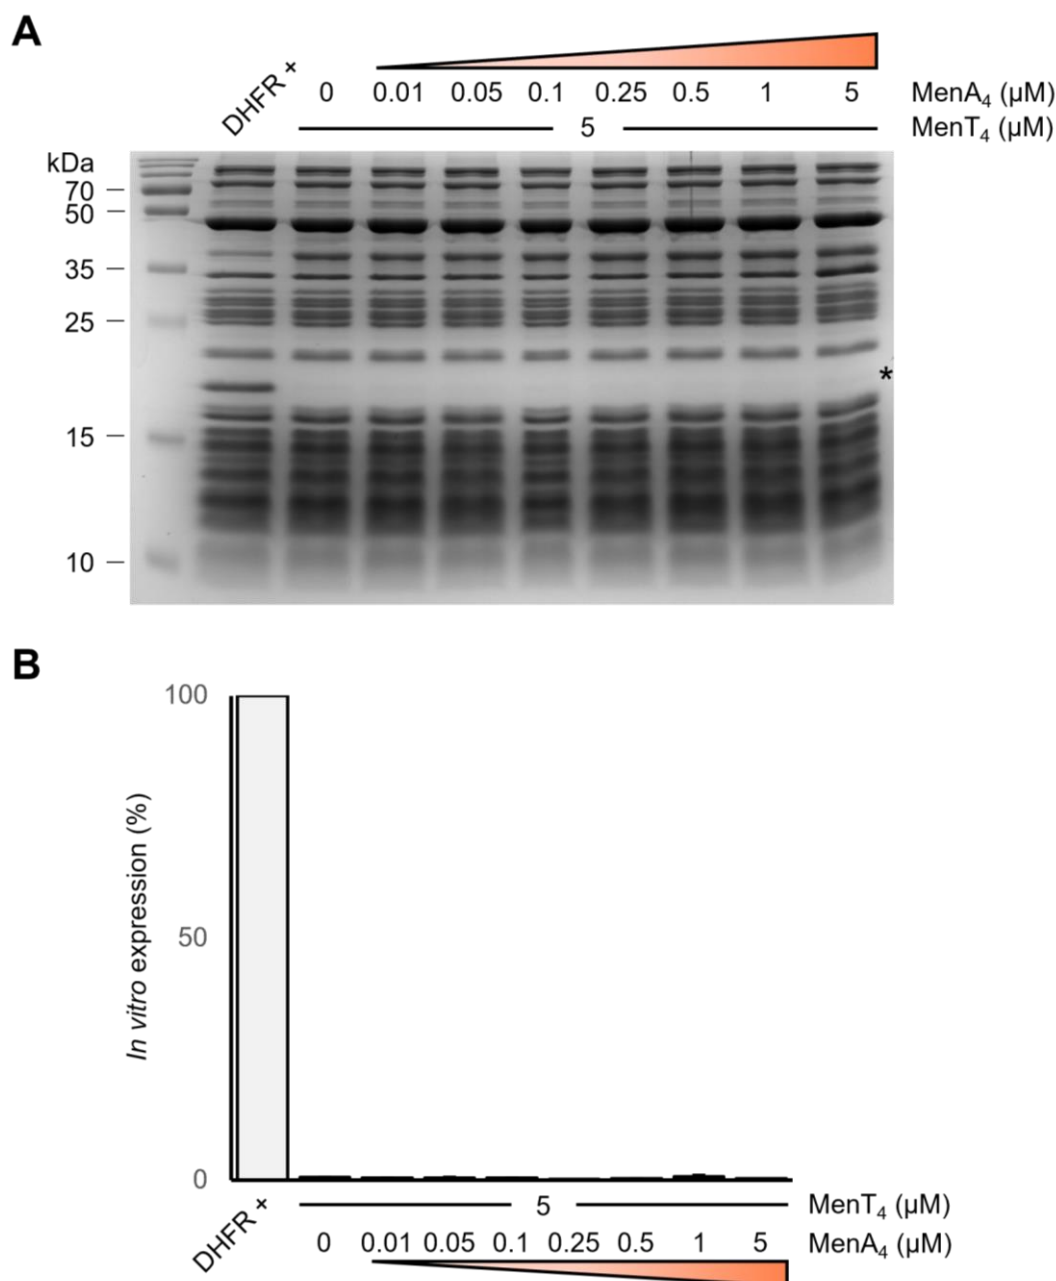 A
DHFR +
0 0.01 0.05 0.1 0.25 0.5 1 5 MenA₄ (µM)
5 MenT₄ (µM)
kDa
70
50
35
25
*
15
10
B
100
50
0
In vitro expression (%)
DHFR +
5 MenT₄ (µM)
0 0.01 0.05 0.1 0.25 0.5 1 5 MenA₄ (µM)